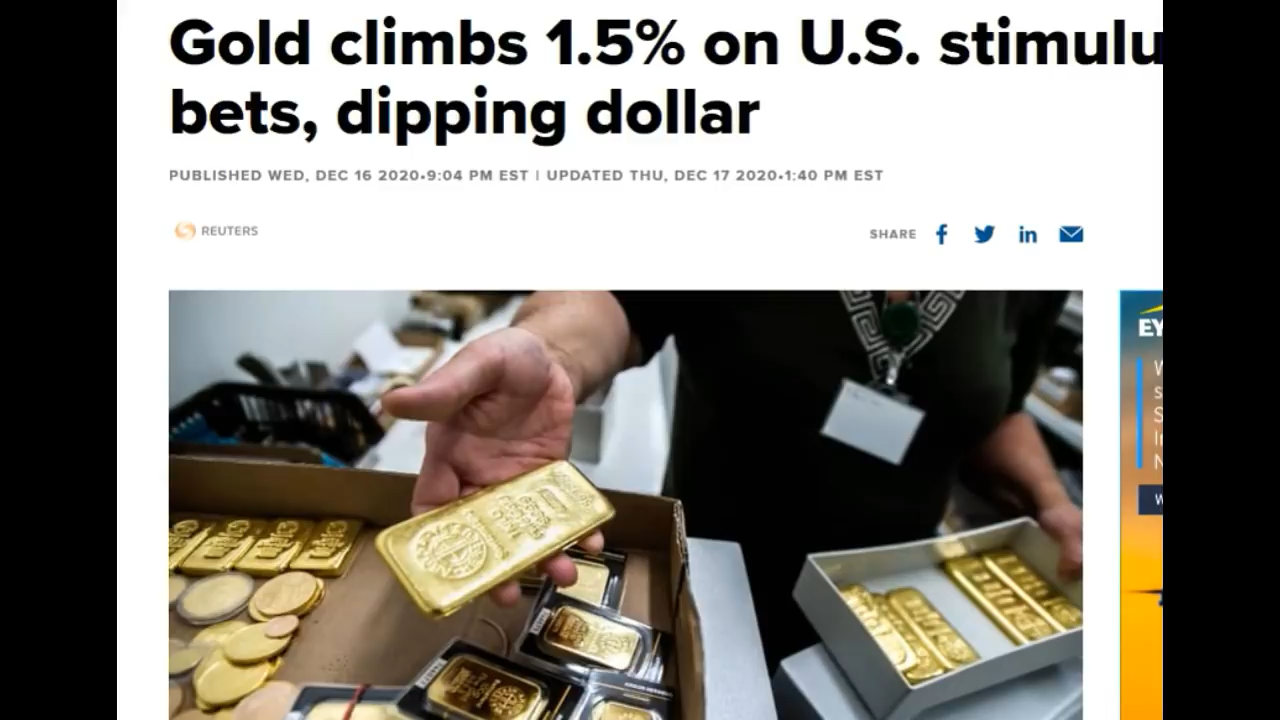 Gold climbs 1.5% on U.S. stimulu
bets, dipping dollar
PUBLISHED WED, DEC 16 2020•9:04 PM EST | UPDATED THU, DEC 17 2020•1:40 PM EST
REUTERS
SHARE
EY
W
s
S
I
N
W